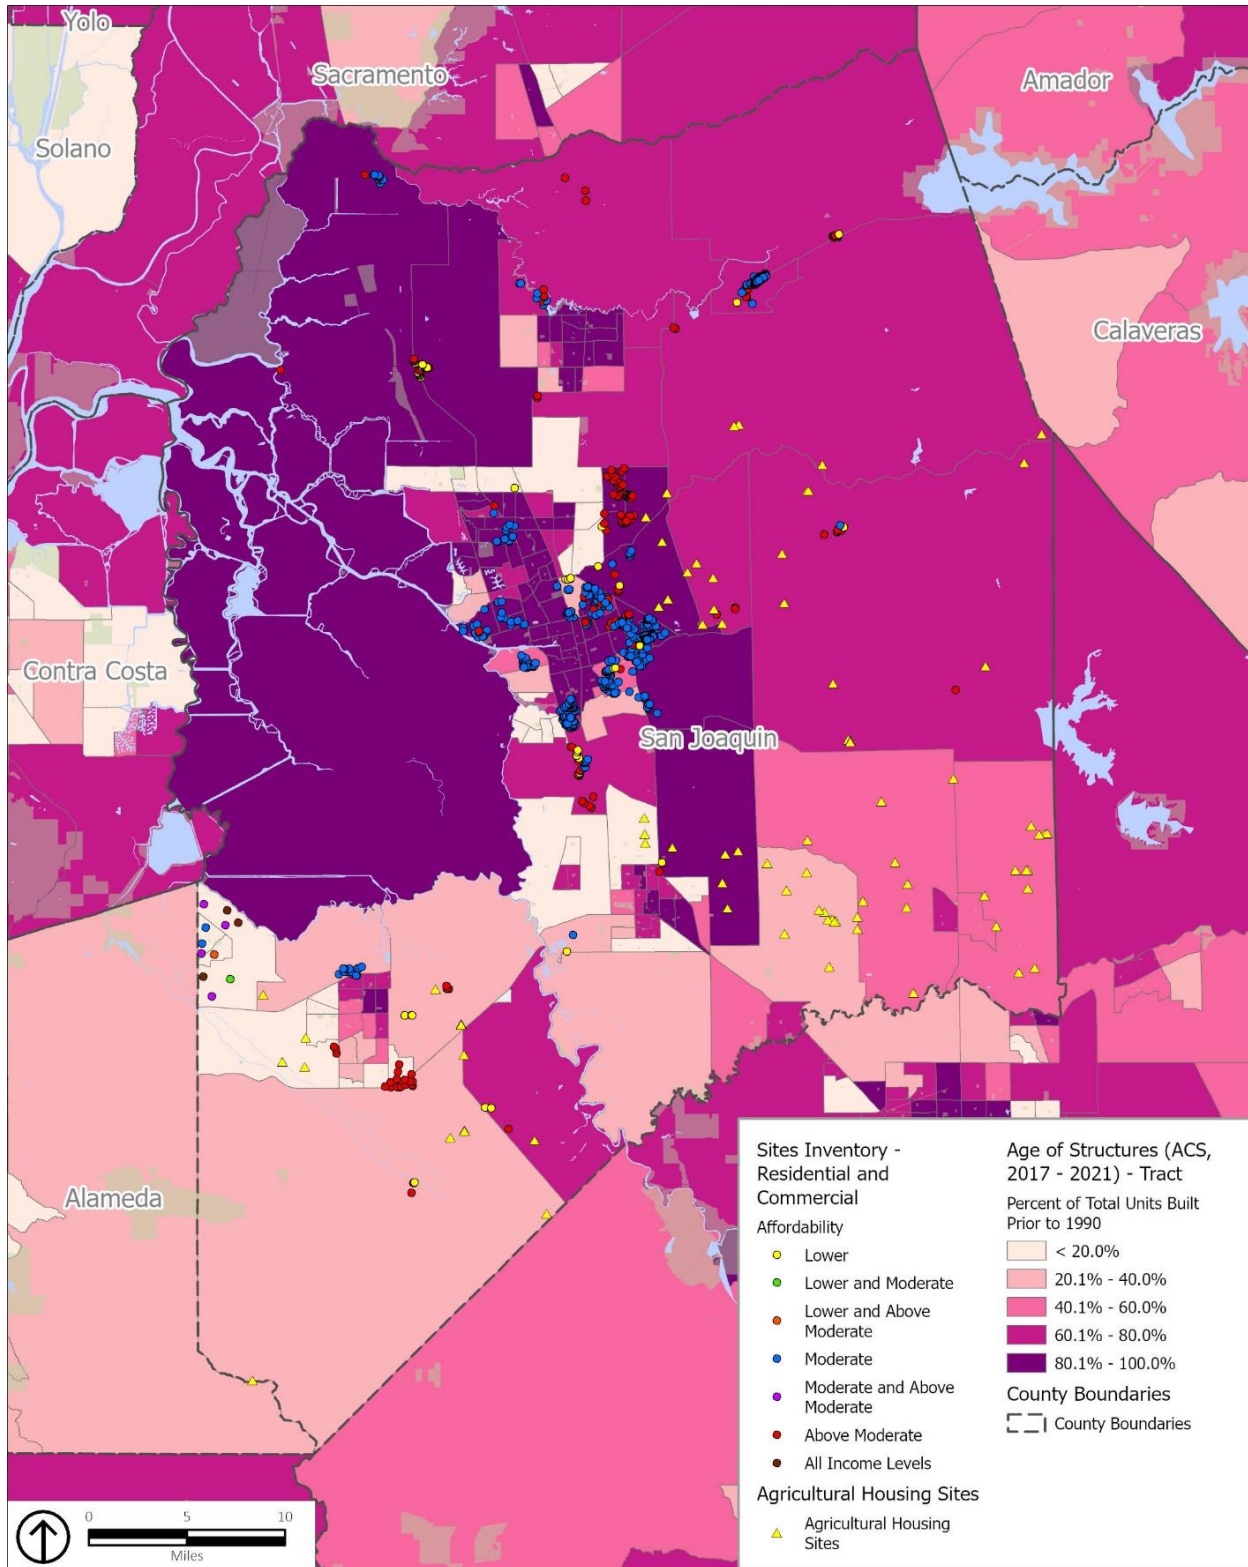 Yolo
Sacramento
Amador
Solano
Calaveras
Contra Costa
San Joaquin
Alameda
Sites Inventory -
Residential and
Commercial
Affordability
Lower
Lower and Moderate
Lower and Above
Moderate
Moderate
Moderate and Above
Moderate
Above Moderate
All Income Levels
Agricultural Housing Sites
Agricultural Housing
Sites
Age of Structures (ACS,
2017 - 2021) - Tract
Percent of Total Units Built
Prior to 1990
< 20.0%
20.1% - 40.0%
40.1% - 60.0%
60.1% - 80.0%
80.1% - 100.0%
County Boundaries
County Boundaries
0 5 10
Miles